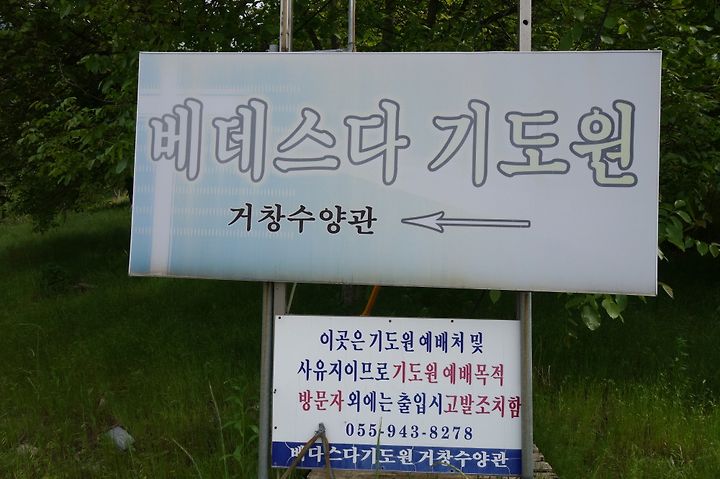 베데스다 기도원
거창수양관
이곳은 기도원 예배처 및
사유지이므로 기도원 예배목적
방문자 외에는 출입시 고발조치함
055-943-8278
베다스다기도원 거창수양관